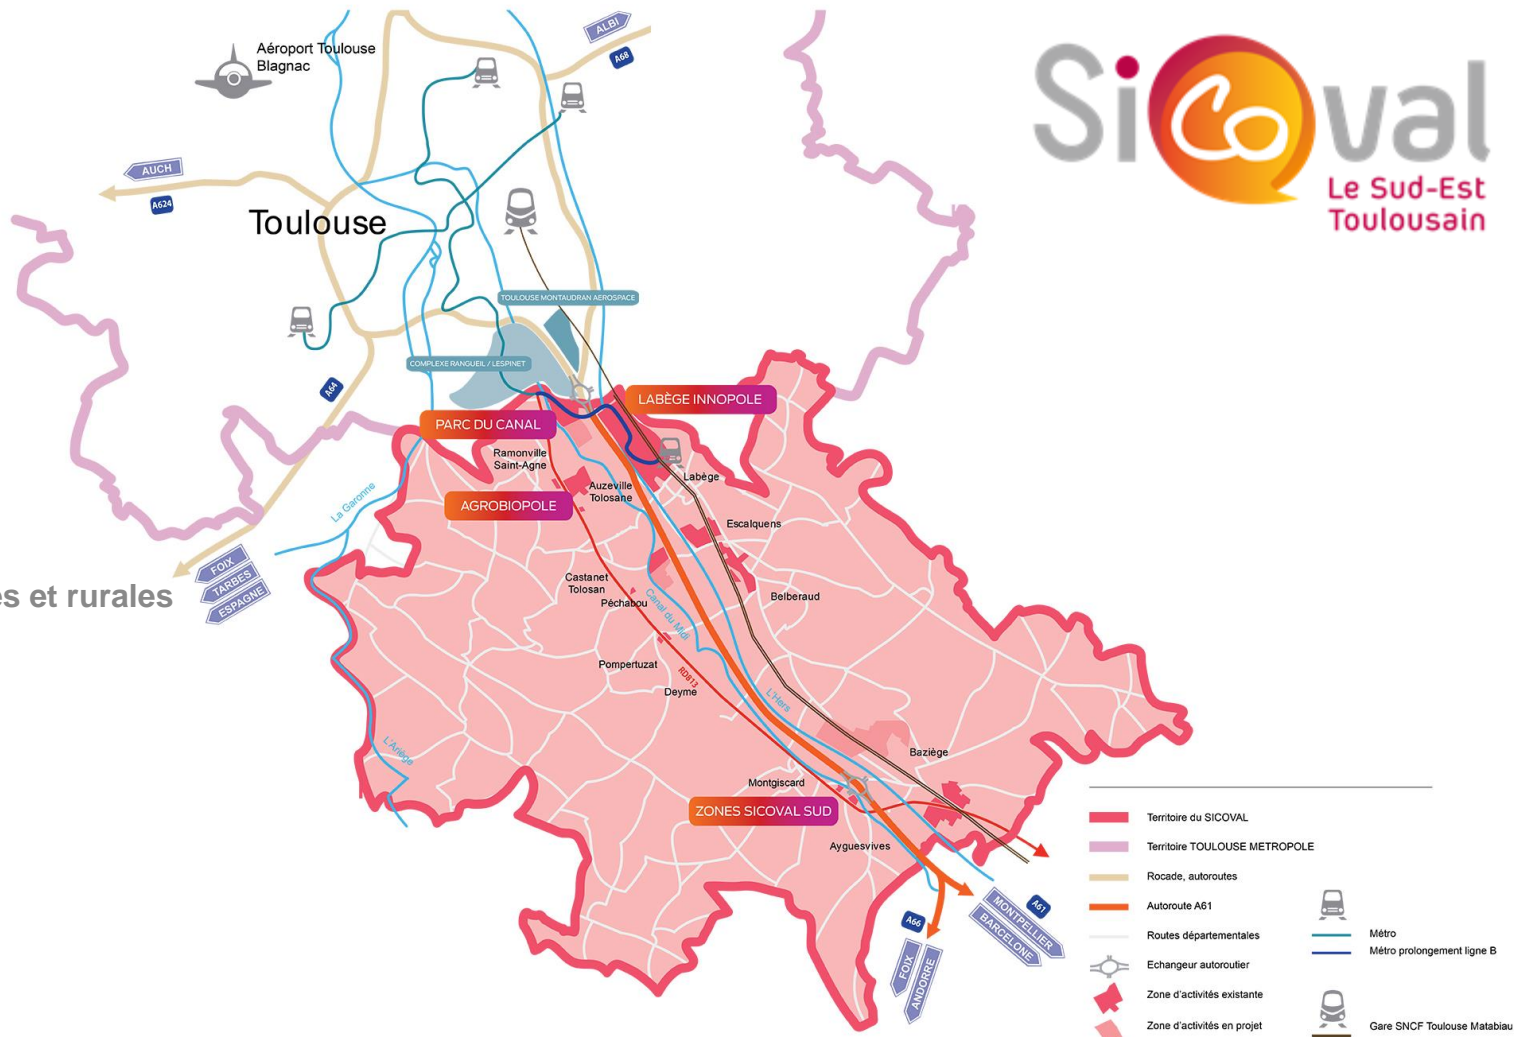 Aéroport Toulouse
Blagnac
ALBI
A68
Sicoval
Le Sud-Est
Toulousain
AUCH
A624
Toulouse
TOULOUSE MONTAUDRAN AEROSPACE
COMPLEXE RANGUEIL / LESPINET
A64
LABÈGE INNOPOLE
PARC DU CANAL
Ramonville
Saint-Agne
Labège
Auzeville
Tolosane
AGROBIOPOLE
La Garonne
Escalquens
FOIX
TARBES
ESPAGNE
es et rurales
Castanet
Tolosan
Péchabou
Canal du Midi
Belberaud
Pompertuzat
RD813
Deyme
L'Hers
L'Ariège
Baziège
Montgiscard
ZONES SICOVAL SUD
Ayguesvives
A66
FOIX
ANDORRE
A61
MONTPELLIER
BARCELONE
Territoire du SICOVAL
Territoire TOULOUSE METROPOLE
Rocade, autoroutes
Autoroute A61
Routes départementales
Echangeur autoroutier
Zone d'activités existante
Zone d'activités en projet
Métro
Métro prolongement ligne B
Gare SNCF Toulouse Matabiau